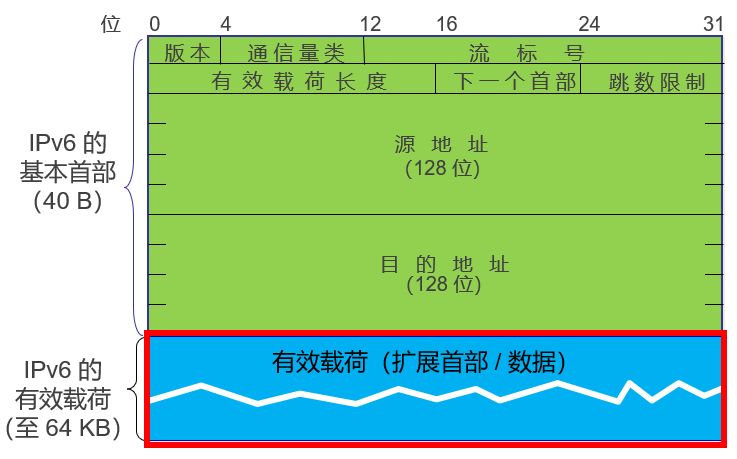 位 0 4 12 16 24 31
版本 通信量类 流标号
有效载荷长度 下一个首部 跳数限制
IPv6 的
基本首部
(40 B)
源地址
(128 位)
目的地址
(128 位)
IPv6 的
有效载荷
(至 64 KB)
有效载荷（扩展首部 / 数据）